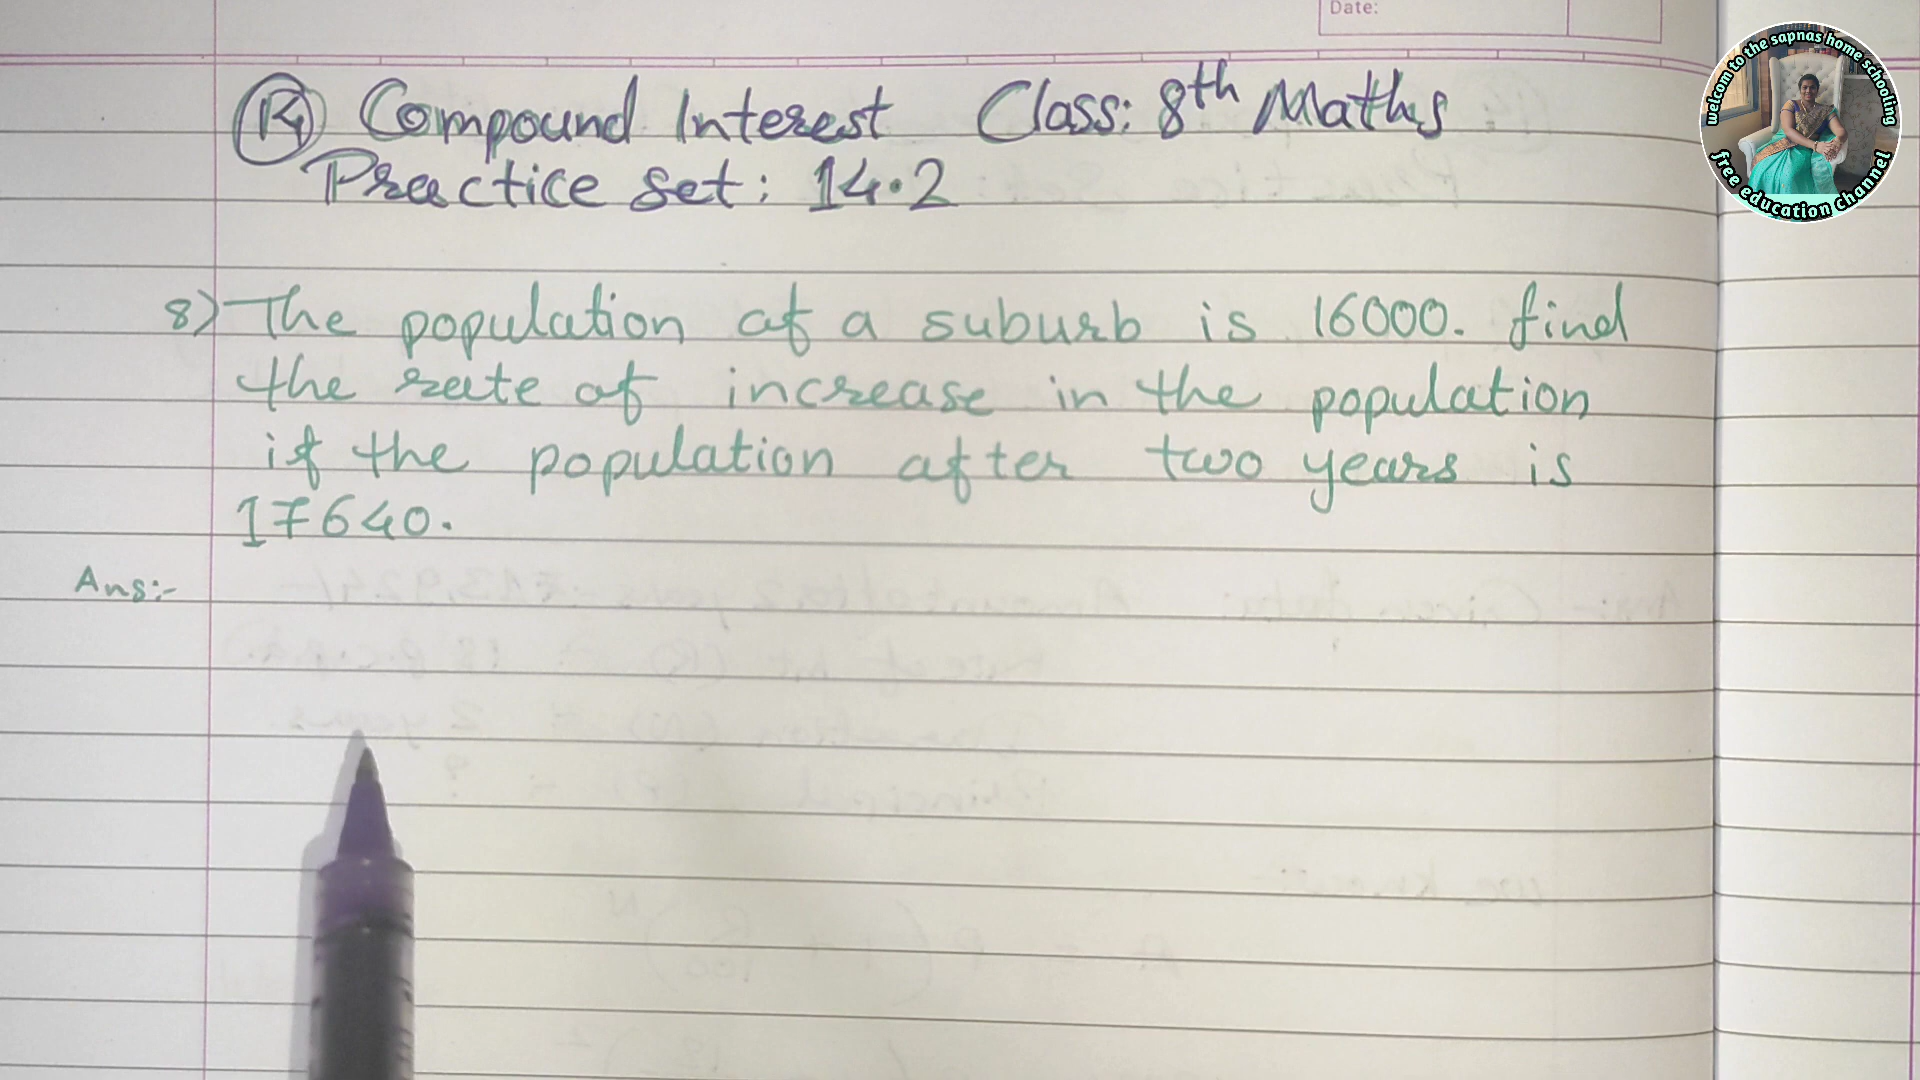 Date:
14 Compound Interest Class: 8th Maths
Practice set: 14.2
8) The population of a suburb is 16000. find
the rate of increase in the population
if the population after two years is
17640.
Ans:-
welcom to the sapnas home schooling
free education channel